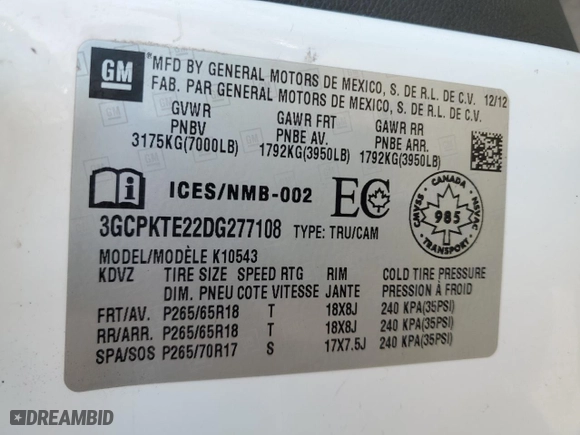 GM
*MFD BY GENERAL MOTORS DE MEXICO, S. DE R.L. DE C.V. 12/12
FAB. PAR GENERAL MOTORS DE MEXICO, S. DE R.L. DE C.V.
GVWR GAWR FRT GAWR RR
PNBV PNBE AV. PNBE ARR.
3175KG(7000LB) 1792KG(3950LB) 1792KG(3950LB)
i ICES/NMB-002 EC
CANADA
CMVSS 985 NSVAC
TRANSPORT
3GCPKTE22DG277108 TYPE: TRU/CAM
MODEL/MODÈLE K10543
KDVZ TIRE SIZE SPEED RTG RIM COLD TIRE PRESSURE
DIM. PNEU COTE VITESSE JANTE PRESSION À FROID
FRT/AV. P265/65R18 T 18X8J 240 KPA(35PSI)
RR/ARR. P265/65R18 T 18X8J 240 KPA(35PSI)
SPA/SOS P265/70R17 S 17X7.5J 240 KPA(35PSI)
DREAMBID